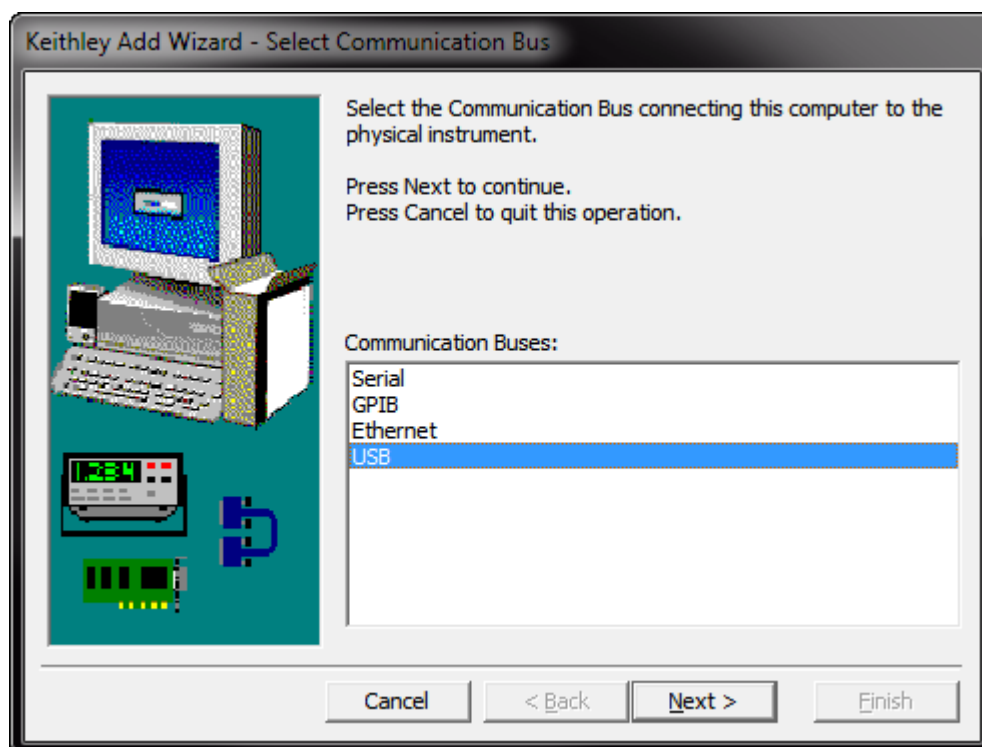 Keithley Add Wizard - Select Communication Bus
Select the Communication Bus connecting this computer to the
physical instrument.
Press Next to continue.
Press Cancel to quit this operation.
Communication Buses:
Serial
GPIB
Ethernet
USB
1.234
Cancel
< Back
Next >
Finish